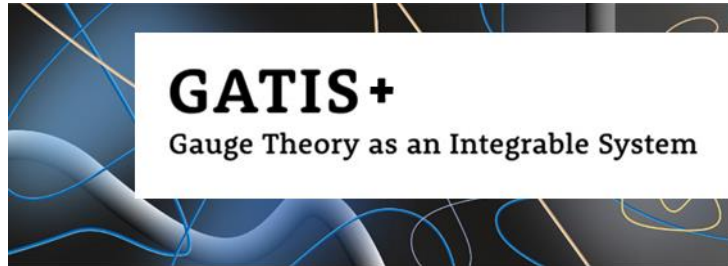 GATIS+
Gauge Theory as an Integrable System